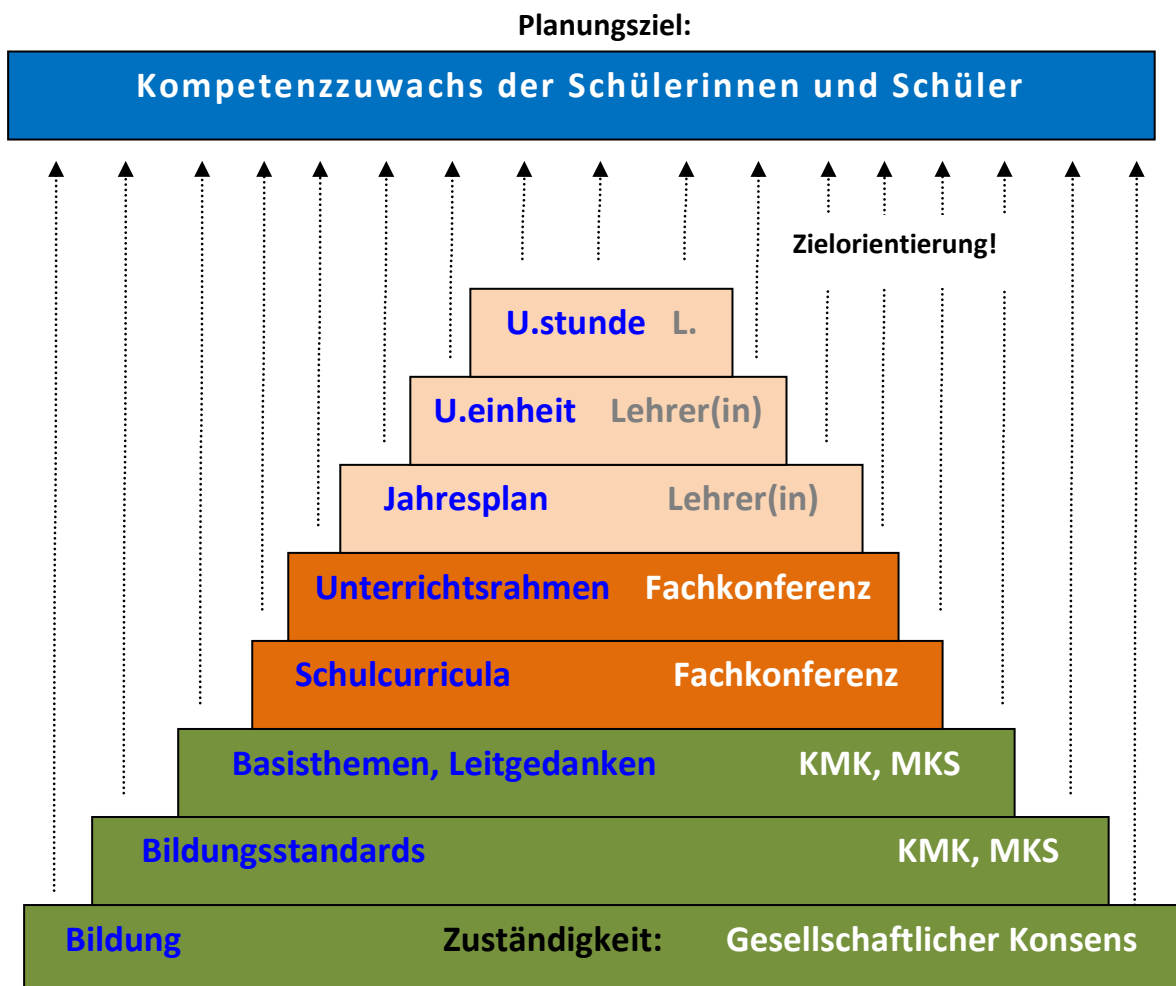 Planungsziel:
Kompetenzzuwachs der Schülerinnen und Schüler
Zielorientierung!
U.stunde L.
U.einheit Lehrer(in)
Jahresplan Lehrer(in)
Unterrichtsrahmen Fachkonferenz
Schulcurricula Fachkonferenz
Basisthemen, Leitgedanken KMK, MKS
Bildungsstandards KMK, MKS
Bildung Zuständigkeit: Gesellschaftlicher Konsens